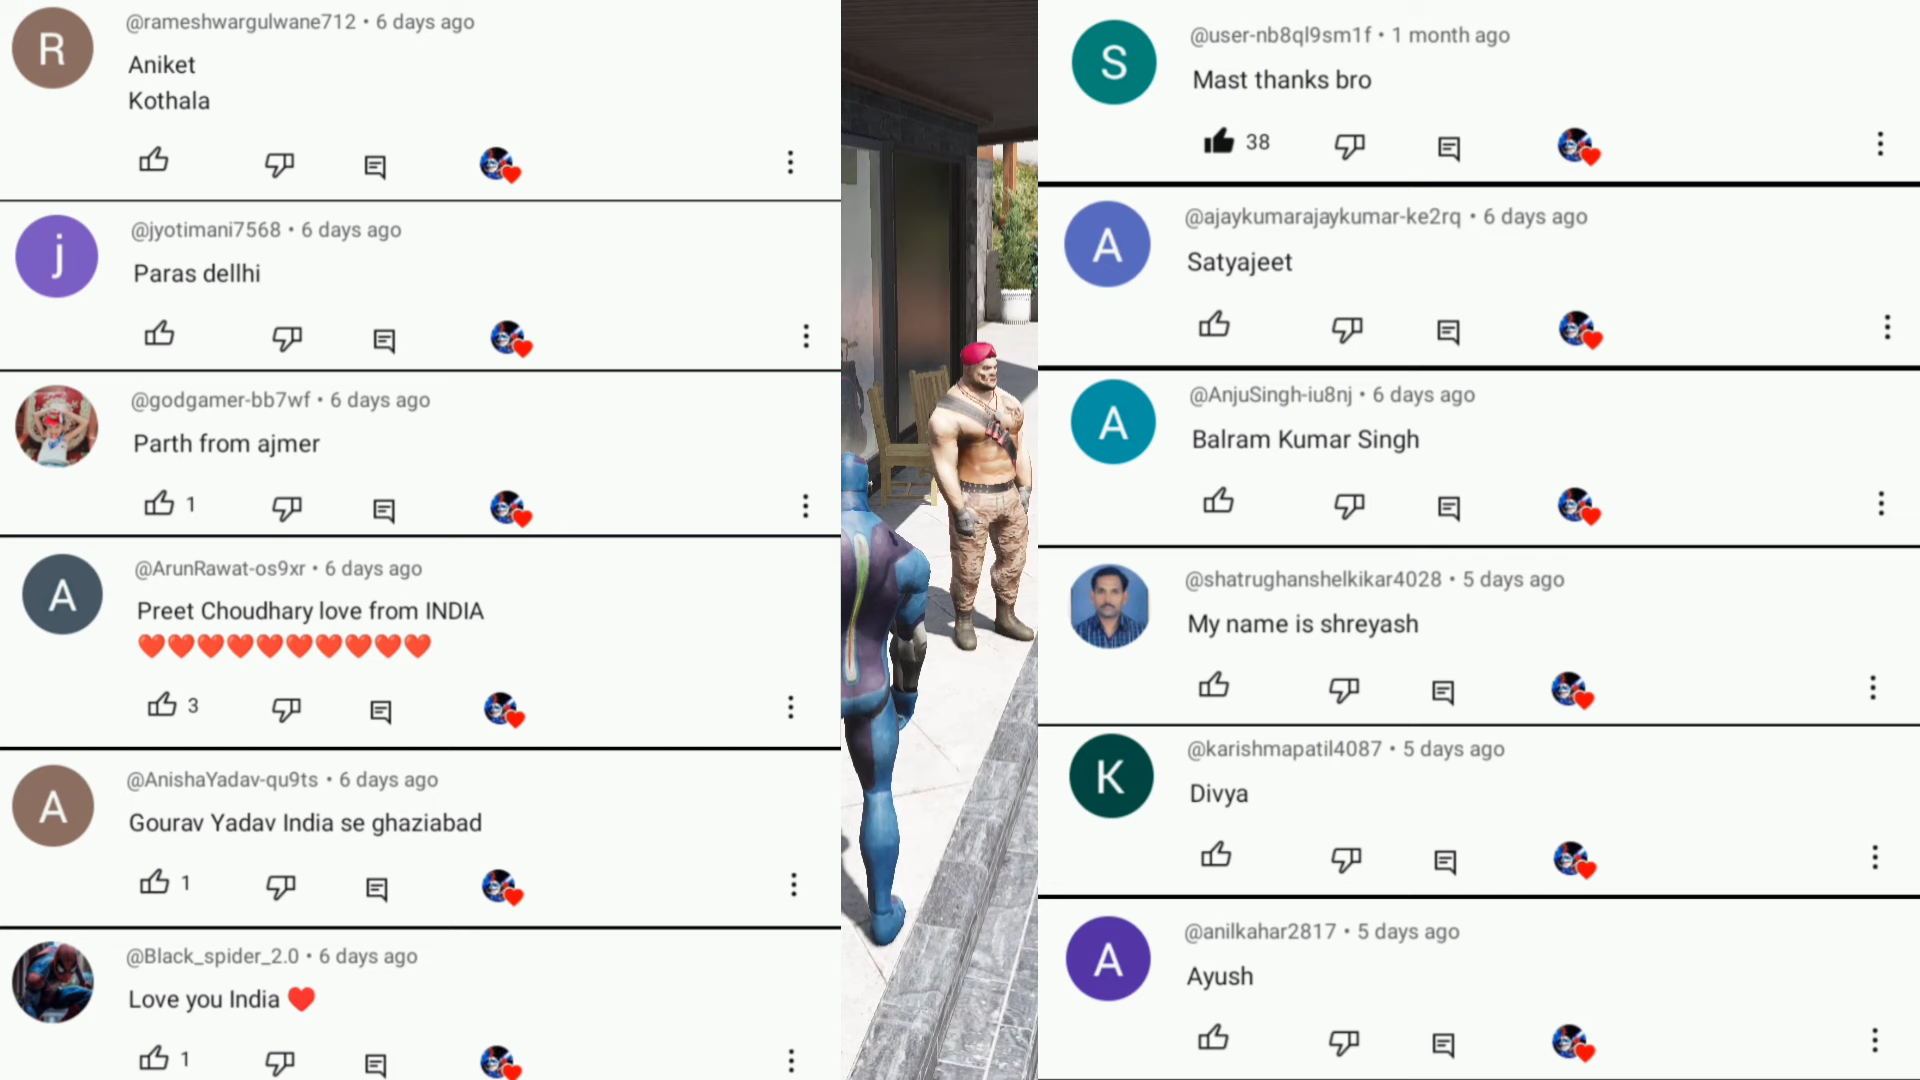 R
@rameshwargulwane712 • 6 days ago
Aniket
Kothala
j
@jyotimani7568 • 6 days ago
Paras dellhi
@godgamer-bb7wf • 6 days ago
Parth from ajmer
1
A
@ArunRawat-os9xr • 6 days ago
Preet Choudhary love from INDIA
❤️❤️❤️❤️❤️❤️❤️❤️❤️❤️
3
A
@AnishaYadav-qu9ts • 6 days ago
Gourav Yadav India se ghaziabad
1
@Black_spider_2.0 • 6 days ago
Love you India ❤️
1
S
@user-nb8ql9sm1f • 1 month ago
Mast thanks bro
38
A
@ajaykumarajaykumar-ke2rq • 6 days ago
Satyajeet
A
@AnjuSingh-iu8nj • 6 days ago
Balram Kumar Singh
@shatrughanshelkikar4028 • 5 days ago
My name is shreyash
K
@karishmapatil4087 • 5 days ago
Divya
A
@anilkahar2817 • 5 days ago
Ayush